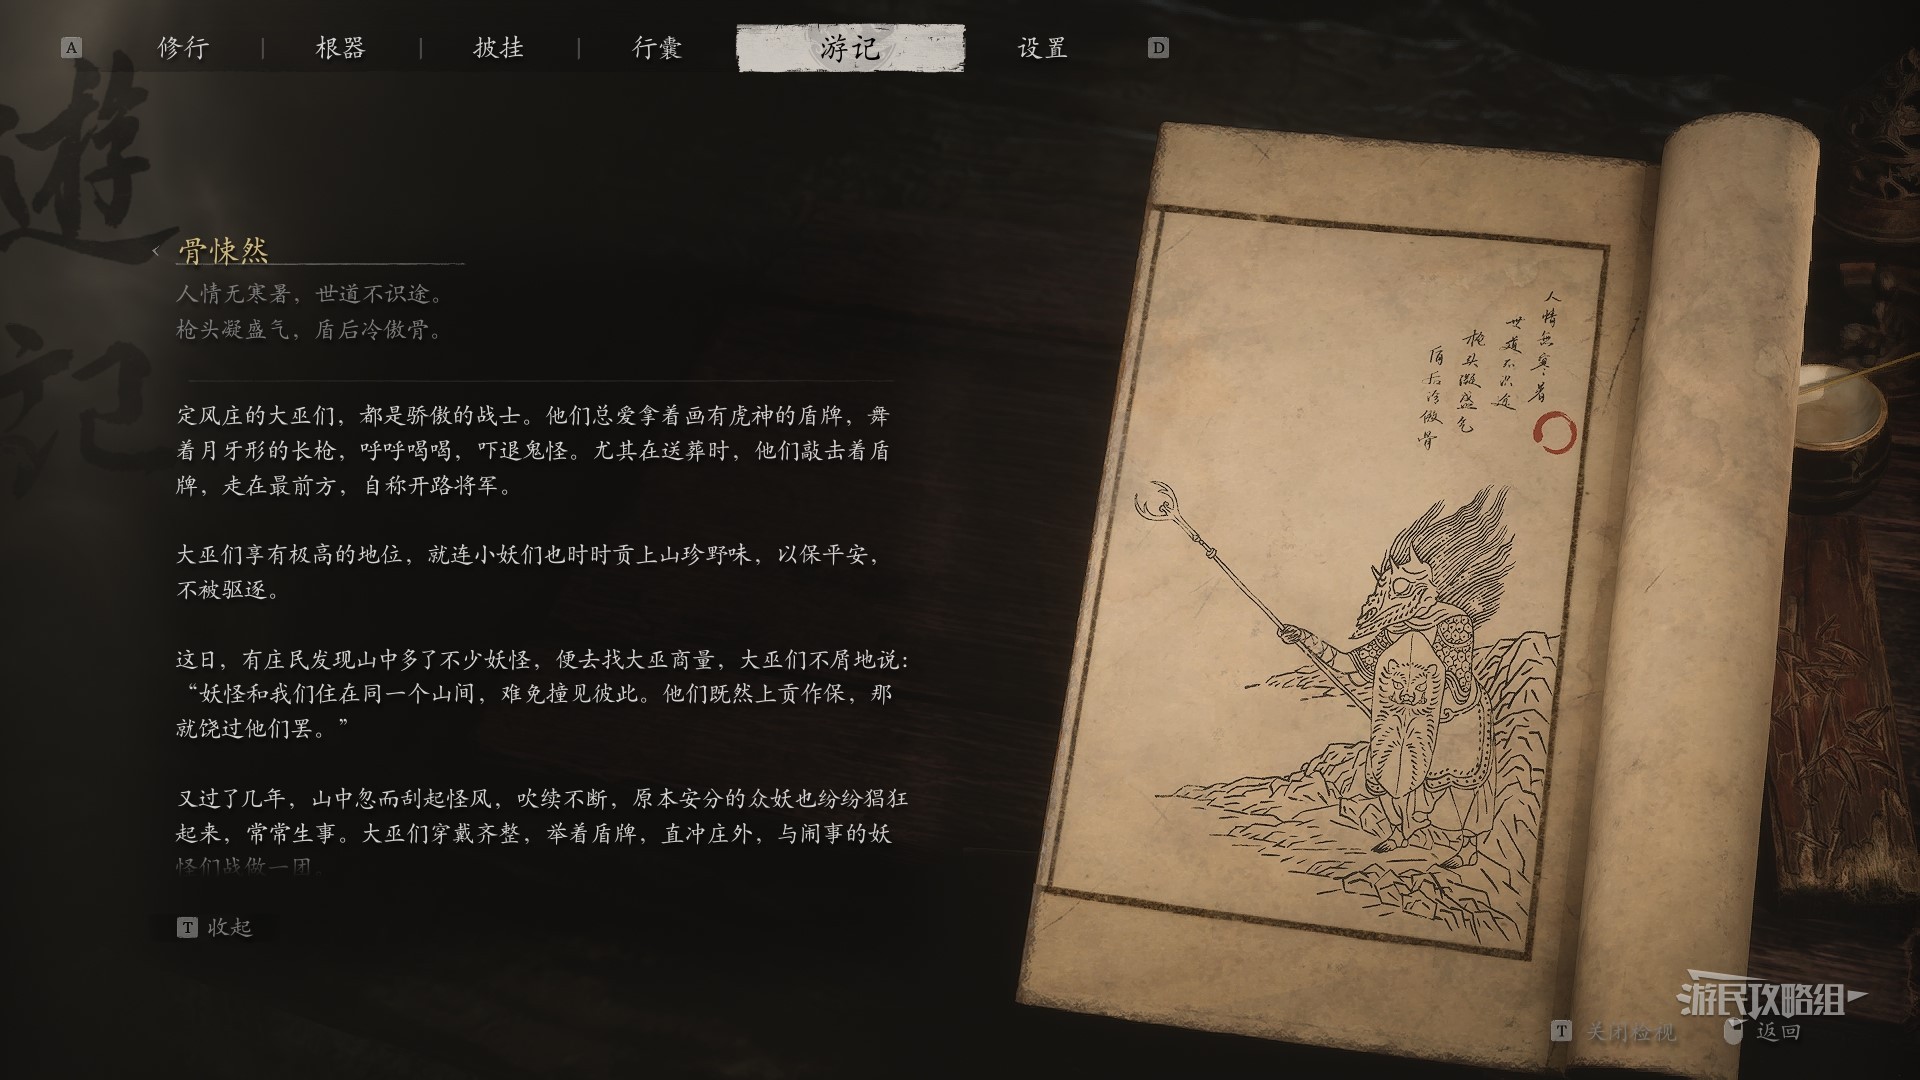 A
修行
根器
披挂
行囊
游记
设置
D
遊記
骨悚然
人情无寒暑，世道不识途。
枪头凝盛气，盾后冷傲骨。
定风庄的大巫们，都是骄傲的战士。他们总爱拿着画有虎神的盾牌，舞
着月牙形的长枪，呼呼喝喝，吓退鬼怪。尤其在送葬时，他们敲击着盾
牌，走在最前方，自称开路将军。
大巫们享有极高的地位，就连小妖们也时时贡上山珍野味，以保平安，
不被驱逐。
这日，有庄民发现山中多了不少妖怪，便去找大巫商量，大巫们不屑地说：
“妖怪和我们住在同一个山间，难免撞见彼此。他们既然上贡作保，那
就饶过他们罢。”
又过了几年，山中忽而刮起怪风，吹续不断，原本安分的众妖也纷纷猖狂
起来，常常生事。大巫们穿戴齐整，举着盾牌，直冲庄外，与闹事的妖
怪们战做一团。
T 收起
人情無寒暑
世道不识途
枪头凝盛气
盾后冷傲骨
游民攻略组
T 关闭检视
返回